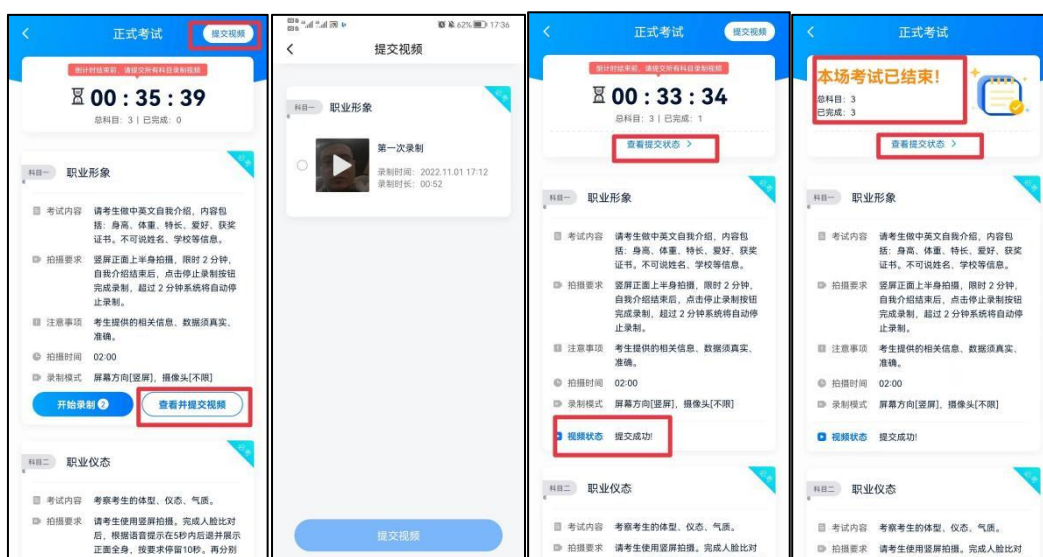 正式考试
提交视频
倒计时结束前，请提交所有科目录制视频
00 : 35 : 39
总科目: 3 | 已完成: 0
科目一 职业形象
必考
考试内容 请考生做中英文自我介绍，内容包
括：身高、体重、特长、爱好、获奖
证书。不可说姓名、学校等信息。
拍摄要求 竖屏正面上半身拍摄，限时 2 分钟，
自我介绍结束后，点击停止录制按钮
完成录制，超过 2 分钟系统将自动停
止录制。
注意事项 考生提供的相关信息、数据须真实、
准确。
拍摄时间 02:00
录制模式 屏幕方向[竖屏]，摄像头[不限]
开始录制 2
查看并提交视频
科目二 职业仪态
必考
考试内容 考察考生的体型、仪态、气质。
拍摄要求 请考生使用竖屏拍摄。完成人脸比对
后，根据语音提示在5秒内后退并展示
正面全身，按要求停留10秒。再分别
62% 17:36
提交视频
科目一 职业形象
必考
第一次录制
录制时间: 2022.11.01 17:12
录制时长: 00:52
提交视频
正式考试
提交视频
倒计时结束前，请提交所有科目录制视频
00 : 33 : 34
总科目: 3 | 已完成: 1
查看提交状态 >
科目一 职业形象
必考
考试内容 请考生做中英文自我介绍，内容包
括：身高、体重、特长、爱好、获奖
证书。不可说姓名、学校等信息。
拍摄要求 竖屏正面上半身拍摄，限时 2 分钟，
自我介绍结束后，点击停止录制按钮
完成录制，超过 2 分钟系统将自动停
止录制。
注意事项 考生提供的相关信息、数据须真实、
准确。
拍摄时间 02:00
录制模式 屏幕方向[竖屏]，摄像头[不限]
视频状态 提交成功!
科目二 职业仪态
必考
考试内容 考察考生的体型、仪态、气质。
拍摄要求 请考生使用竖屏拍摄。完成人脸比对
正式考试
本场考试已结束!
总科目: 3
已完成: 3
查看提交状态 >
科目一 职业形象
必考
考试内容 请考生做中英文自我介绍，内容包
括：身高、体重、特长、爱好、获奖
证书。不可说姓名、学校等信息。
拍摄要求 竖屏正面上半身拍摄，限时 2 分钟，
自我介绍结束后，点击停止录制按钮
完成录制，超过 2 分钟系统将自动停
止录制。
注意事项 考生提供的相关信息、数据须真实、
准确。
拍摄时间 02:00
录制模式 屏幕方向[竖屏]，摄像头[不限]
视频状态 提交成功!
科目二 职业仪态
必考
考试内容 考察考生的体型、仪态、气质。
拍摄要求 请考生使用竖屏拍摄。完成人脸比对